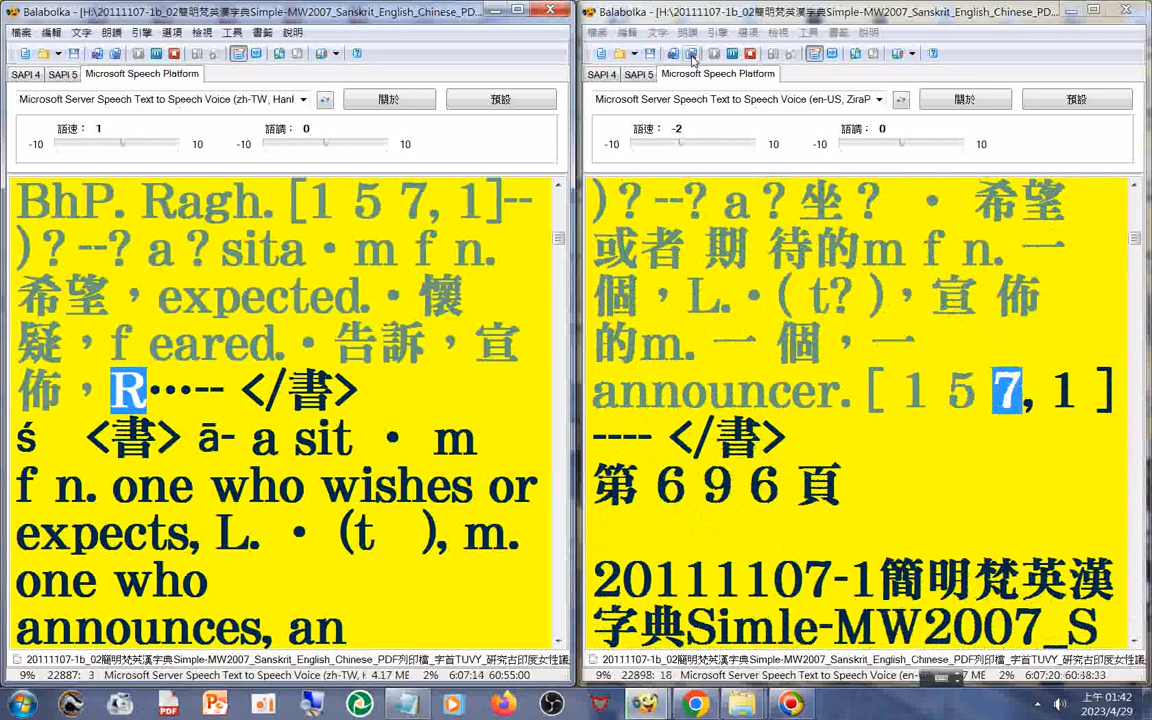 Balabolka - [H:\20111107-1b_02簡明梵英漢字典Simple-MW2007_Sanskrit_English_Chinese_PD...
檔案 編輯 文字 朗讀 引擎 選項 檢視 工具 書籤 說明
SAPI 4 SAPI 5 Microsoft Speech Platform
Microsoft Server Speech Text to Speech Voice (zh-TW, Hanl
關於 預設
語速: 1 語調: 0
-10 10 -10 10
BhP. Ragh. [1 5 7, 1]--
)? --? a ? sita • m f n.
希望，expected. • 懷
疑，f eared. • 告訴，宣
佈，R…-- </書>
ś <書> ā- a sit • m
f n. one who wishes or
expects, L. • (t ), m.
one who
announces, an
20111107-1b_02簡明梵英漢字典Simple-MW2007_Sanskrit_English_Chinese_PDF列印檔_字首TUVY_研究古印度女性議
9% 22887: 3 Microsoft Server Speech Text to Speech Voice (zh-TW, H 4.17 ME 2% 6:07:14 60:55:00
Balabolka - [H:\20111107-1b_02簡明梵英漢字典Simple-MW2007_Sanskrit_English_Chinese_PDF...
檔案 編輯 文字 朗讀 引擎 選項 檢視 工具 書籤 說明
SAPI 4 SAPI 5 Microsoft Speech Platform
Microsoft Server Speech Text to Speech Voice (en-US, ZiraP
關於 預設
語速: -2 語調: 0
-10 10 -10 10
)? --? a ? 坐 ? • 希望
或者 期 待的m f n. 一
個，L. • ( t? )，宣 佈
的m. 一 個，一
announcer. [ 1 5 7, 1 ]
---- </書>
第 6 9 6 頁
20111107-1簡明梵英漢
字典Simle-MW2007_S
20111107-1b_02簡明梵英漢字典Simple-MW2007_Sanskrit_English_Chinese_PDF列印檔_字首TUVY_研究古印度女性議
9% 22898: 18 Microsoft Server Speech Text to Speech Voice 2% 6:07:20 60:38:33
上午 01:42
2023/4/29